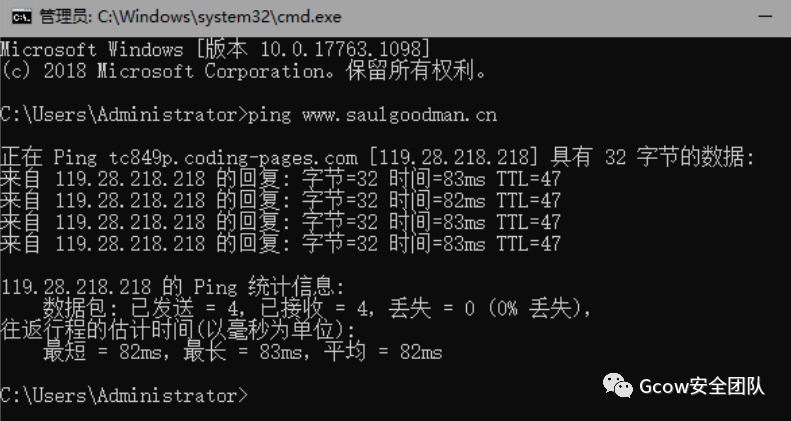 管理员: C:\Windows\system32\cmd.exe
Microsoft Windows [版本 10.0.17763.1098]
(c) 2018 Microsoft Corporation。保留所有权利。
C:\Users\Administrator>ping www.saulgoodman.cn
正在 Ping tc849p.coding-pages.com [119.28.218.218] 具有 32 字节的数据:
来自 119.28.218.218 的回复: 字节=32 时间=83ms TTL=47
来自 119.28.218.218 的回复: 字节=32 时间=82ms TTL=47
来自 119.28.218.218 的回复: 字节=32 时间=83ms TTL=47
来自 119.28.218.218 的回复: 字节=32 时间=83ms TTL=47
119.28.218.218 的 Ping 统计信息:
数据包: 已发送 = 4，已接收 = 4，丢失 = 0 (0% 丢失)，
往返行程的估计时间(以毫秒为单位):
最短 = 82ms，最长 = 83ms，平均 = 82ms
C:\Users\Administrator>
Gcow安全团队